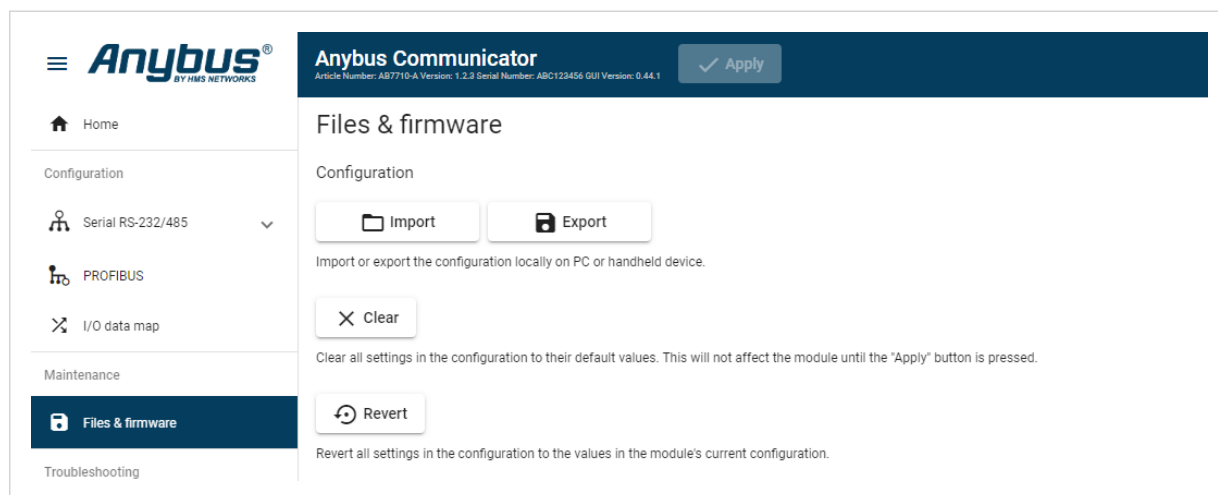 Anybus®
BY HMS NETWORKS
Home
Configuration
Serial RS-232/485
PROFIBUS
I/O data map
Maintenance
Files & firmware
Troubleshooting
Anybus Communicator
Article Number: AB7710-A Version: 1.2.3 Serial Number: ABC123456 GUI Version: 0.44.1
Apply
Files & firmware
Configuration
Import
Export
Import or export the configuration locally on PC or handheld device.
Clear
Clear all settings in the configuration to their default values. This will not affect the module until the "Apply" button is pressed.
Revert
Revert all settings in the configuration to the values in the module's current configuration.